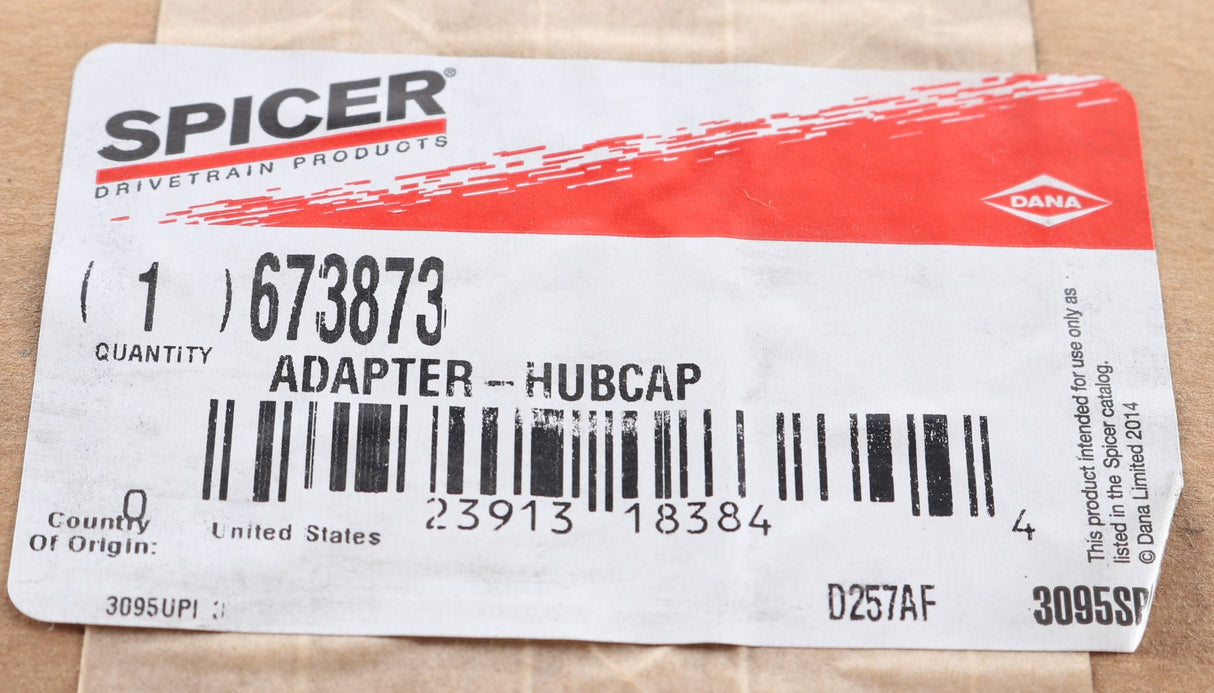 SPICER®
DRIVETRAIN PRODUCTS
DANA
( 1 ) 673873
QUANTITY
ADAPTER - HUBCAP
0 23913 18384 4
Country
Of Origin:
United States
3095UPI
D257AF
3095SP
This product intended for use only as
listed in the Spicer catalog.
© Dana Limited 2014